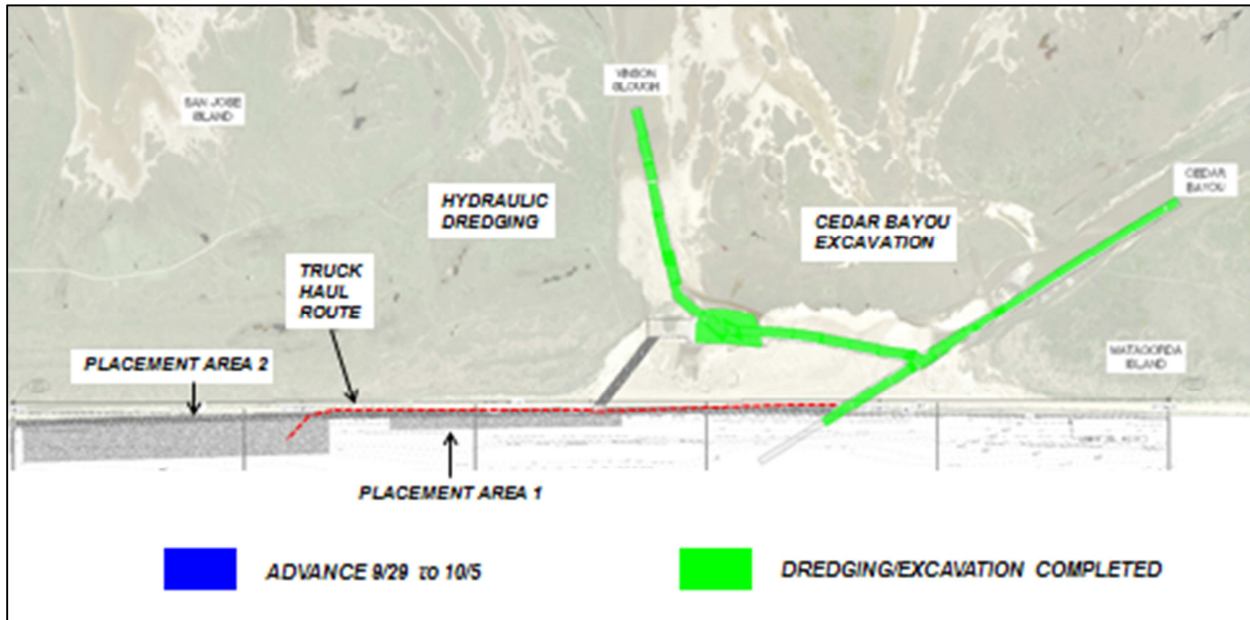 VINSON
SLOUGH
SAN JOSE
ISLAND
CEDAR
BAYOU
HYDRAULIC
DREDGING
CEDAR BAYOU
EXCAVATION
TRUCK
HAUL
ROUTE
MATAGORDA
ISLAND
PLACEMENT AREA 2
PLACEMENT AREA 1
ADVANCE 9/29 to 10/5
DREDGING/EXCAVATION COMPLETED